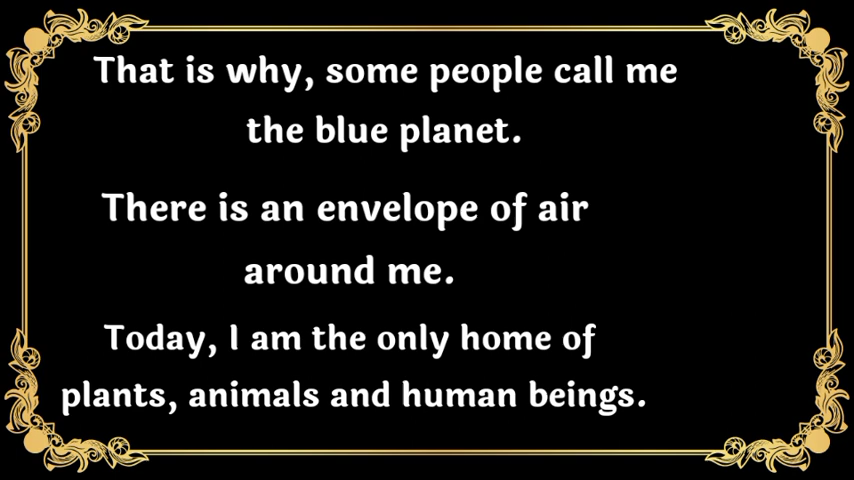 That is why, some people call me
the blue planet.
There is an envelope of air
around me.
Today, I am the only home of
plants, animals and human beings.